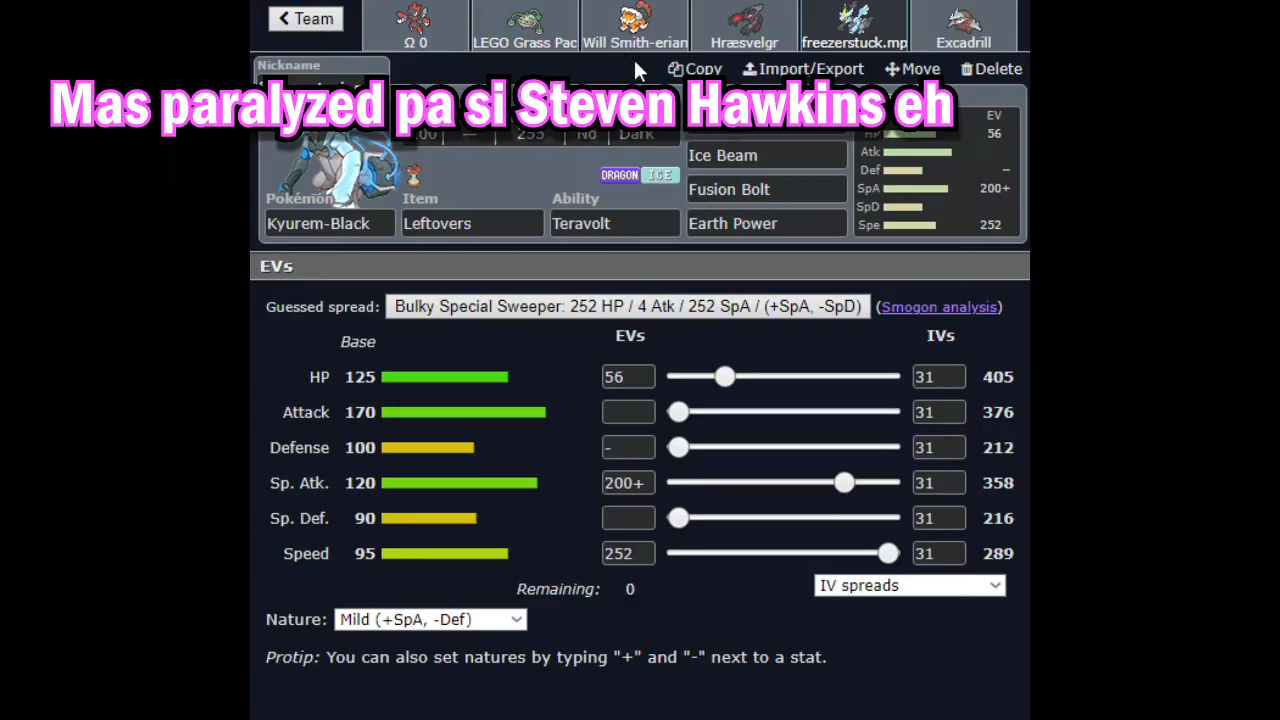 Team
Ω 0
LEGO Grass Pac
Will Smith-erian
Hræsvelgr
freezerstuck.mp
Excadrill
Nickname
Copy
Import/Export
Move
Delete
Mas paralyzed pa si Steven Hawkins eh
100 — 255 No Dark
DRAGON ICE
Pokémon
Kyurem-Black
Item
Leftovers
Ability
Teravolt
Ice Beam
Fusion Bolt
Earth Power
EV
HP 56
Atk
Def -
SpA 200+
SpD
Spe 252
EVs
Guessed spread: Bulky Special Sweeper: 252 HP / 4 Atk / 252 SpA / (+SpA, -SpD) (Smogon analysis)
Base EVs IVs
HP 125 56 31 405
Attack 170 31 376
Defense 100 - 31 212
Sp. Atk. 120 200+ 31 358
Sp. Def. 90 31 216
Speed 95 252 31 289
Remaining: 0
IV spreads
Nature: Mild (+SpA, -Def)
Protip: You can also set natures by typing "+" and "-" next to a stat.